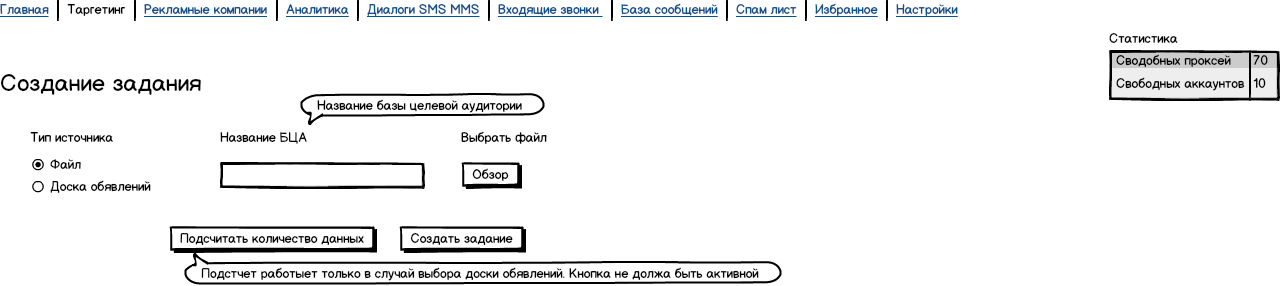 Главная Таргетинг Рекламные компании Аналитика Диалоги SMS MMS Входящие звонки База сообщений Спам лист Избранное Настройки
Статистика
Сводобных проксей 70
Свободных аккаунтов 10
Создание задания
Название базы целевой аудитории
Тип источника Название БЦА Выбрать файл
Файл
Обзор
Доска обявлений
Подсчитать количество данных Создать задание
Подстчет работыет только в случай выбора доски обявлений. Кнопка не должа быть активной